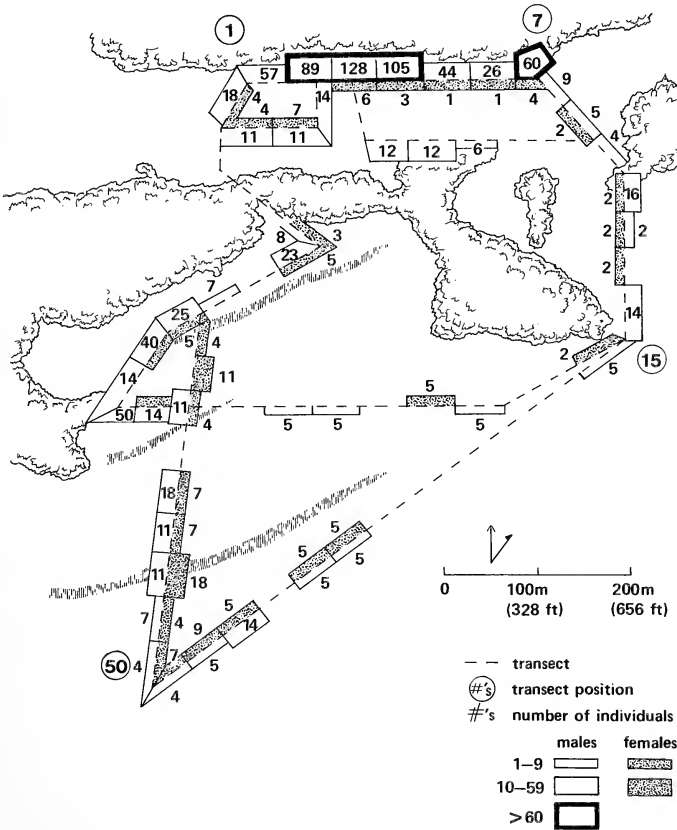 1 7
57 89 128 105 44 26 60 9
18 4 14 6 3 1 1 4 5
4 7 2 4
11 11 12 12 6
2 16
8 3 2 2
23 5
7 2
25 14
40 5 4
14 11 2 15
5
5
50 14 11 4 5 5 5
18 7
11 7 5 5
11 18 5 5
7 4 5
9 14
50 4 7 5
4
0 100m 200m
(328 ft) (656 ft)
transect
#'s transect position
#'s number of individuals
males females
1–9
10–59
>60